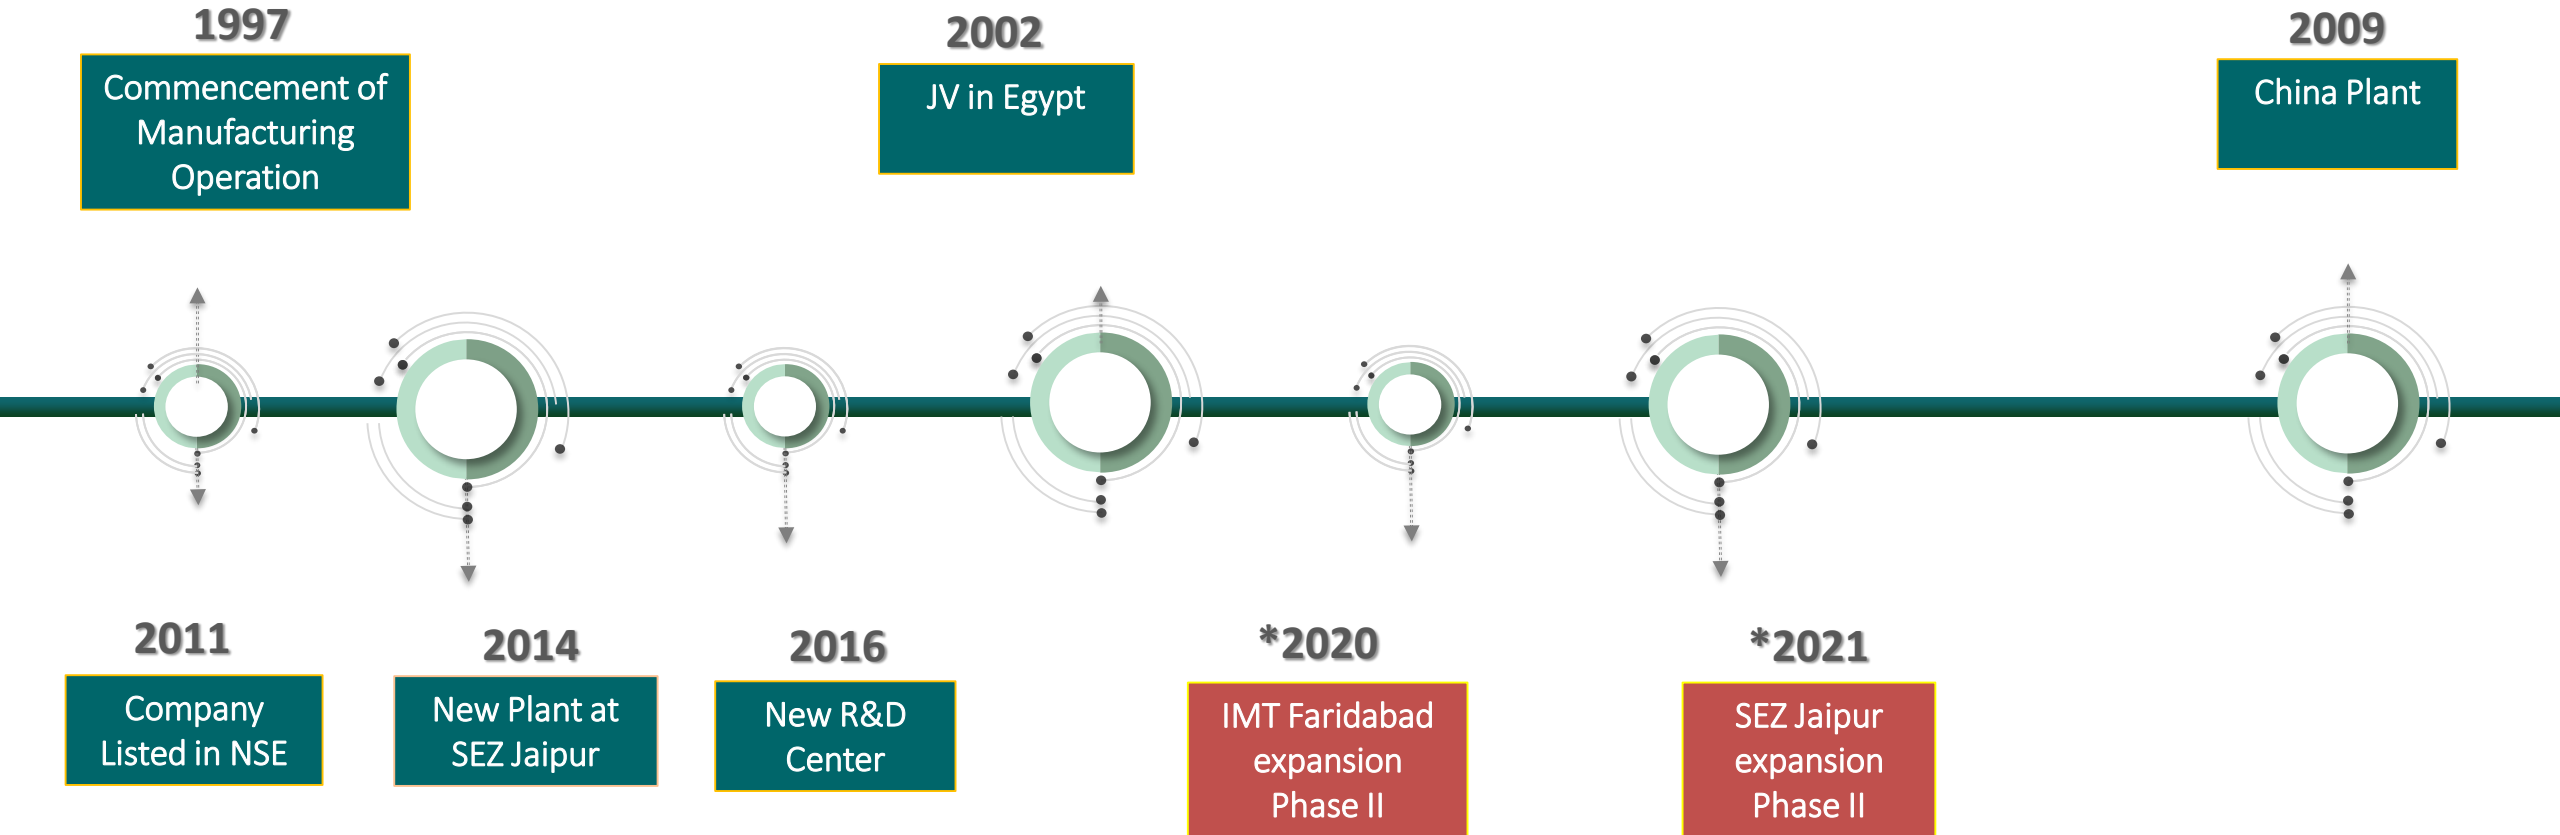 1997
Commencement of
Manufacturing
Operation
2002
JV in Egypt
2009
China Plant
2011
Company
Listed in NSE
2014
New Plant at
SEZ Jaipur
2016
New R&D
Center
*2020
IMT Faridabad
expansion
Phase II
*2021
SEZ Jaipur
expansion
Phase II